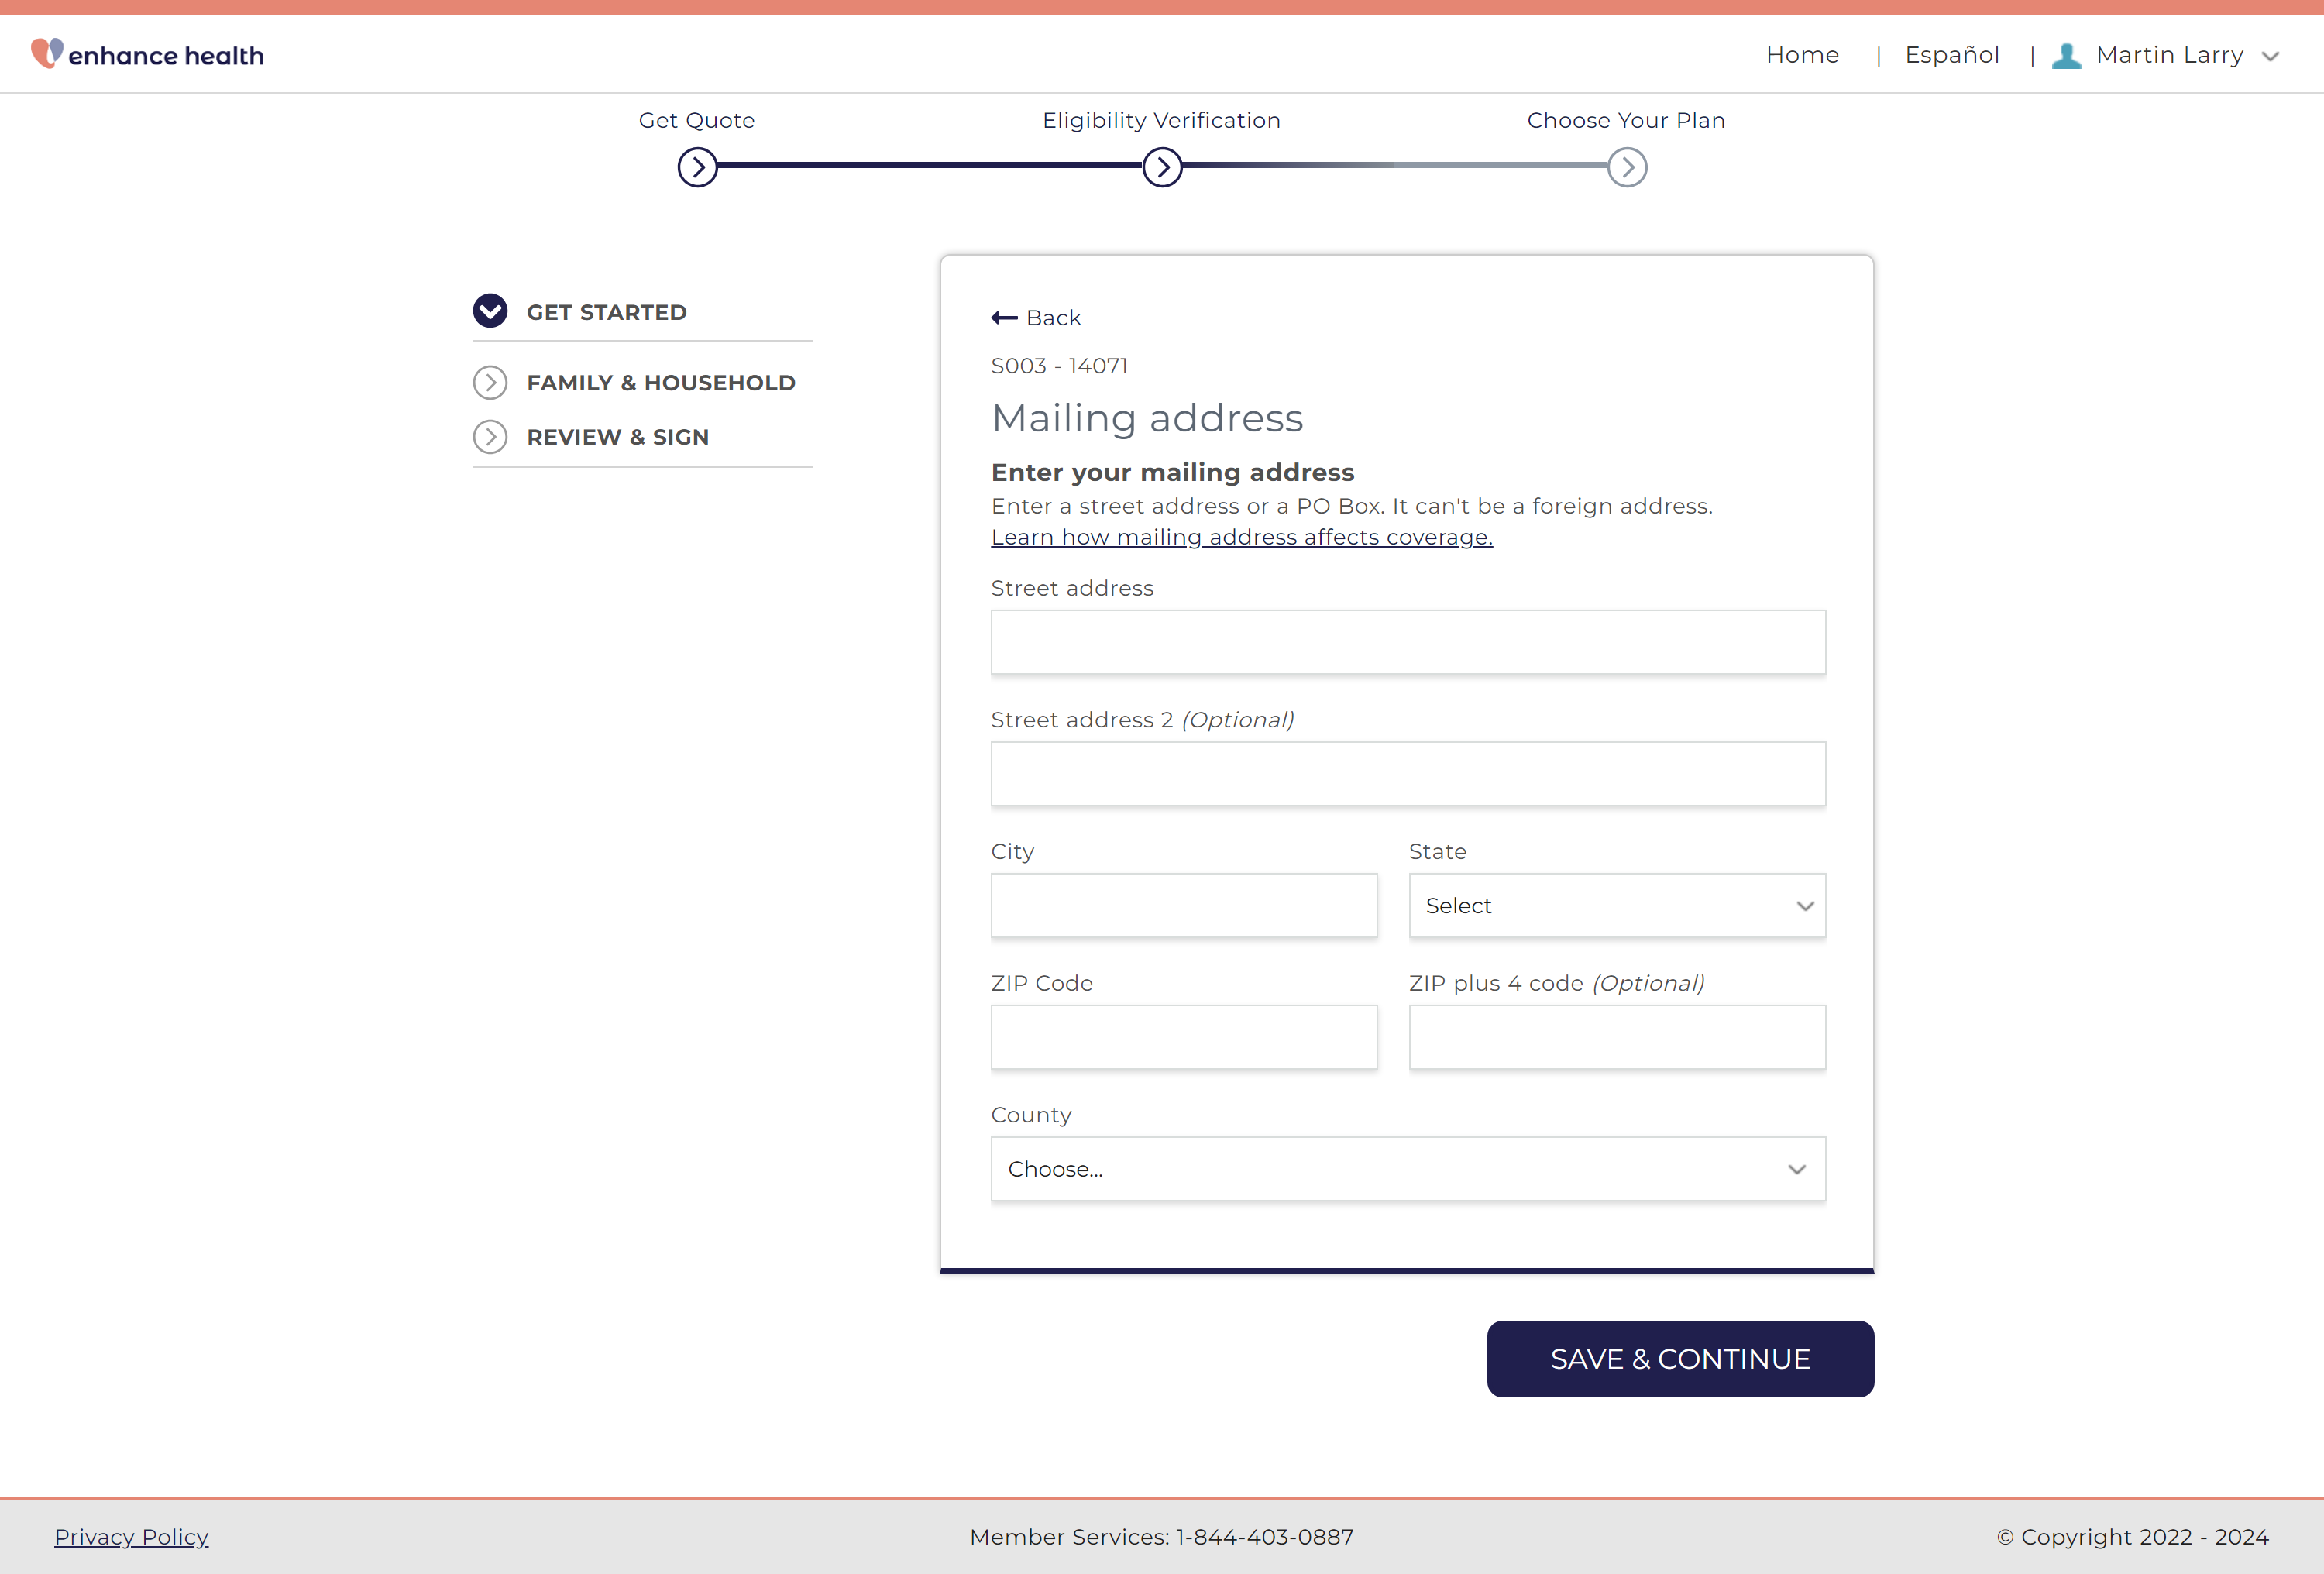 enhance health
Home | Español | Martin Larry
Get Quote
Eligibility Verification
Choose Your Plan
GET STARTED
FAMILY & HOUSEHOLD
REVIEW & SIGN
Back
S003 - 14071
Mailing address
Enter your mailing address
Enter a street address or a PO Box. It can't be a foreign address.
Learn how mailing address affects coverage.
Street address
Street address 2 (Optional)
City
State
Select
ZIP Code
ZIP plus 4 code (Optional)
County
Choose...
SAVE & CONTINUE
Privacy Policy
Member Services: 1-844-403-0887
© Copyright 2022 - 2024